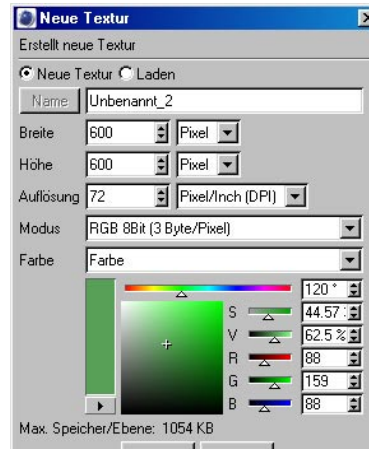 Neue Textur
Erstellt neue Textur
Neue Textur Laden
Name Unbenannt_2
Breite 600 Pixel
Höhe 600 Pixel
Auflösung 72 Pixel/Inch (DPI)
Modus RGB 8Bit (3 Byte/Pixel)
Farbe Farbe
120 °
S 44.57
V 62.5 %
R 88
G 159
B 88
Max. Speicher/Ebene: 1054 KB